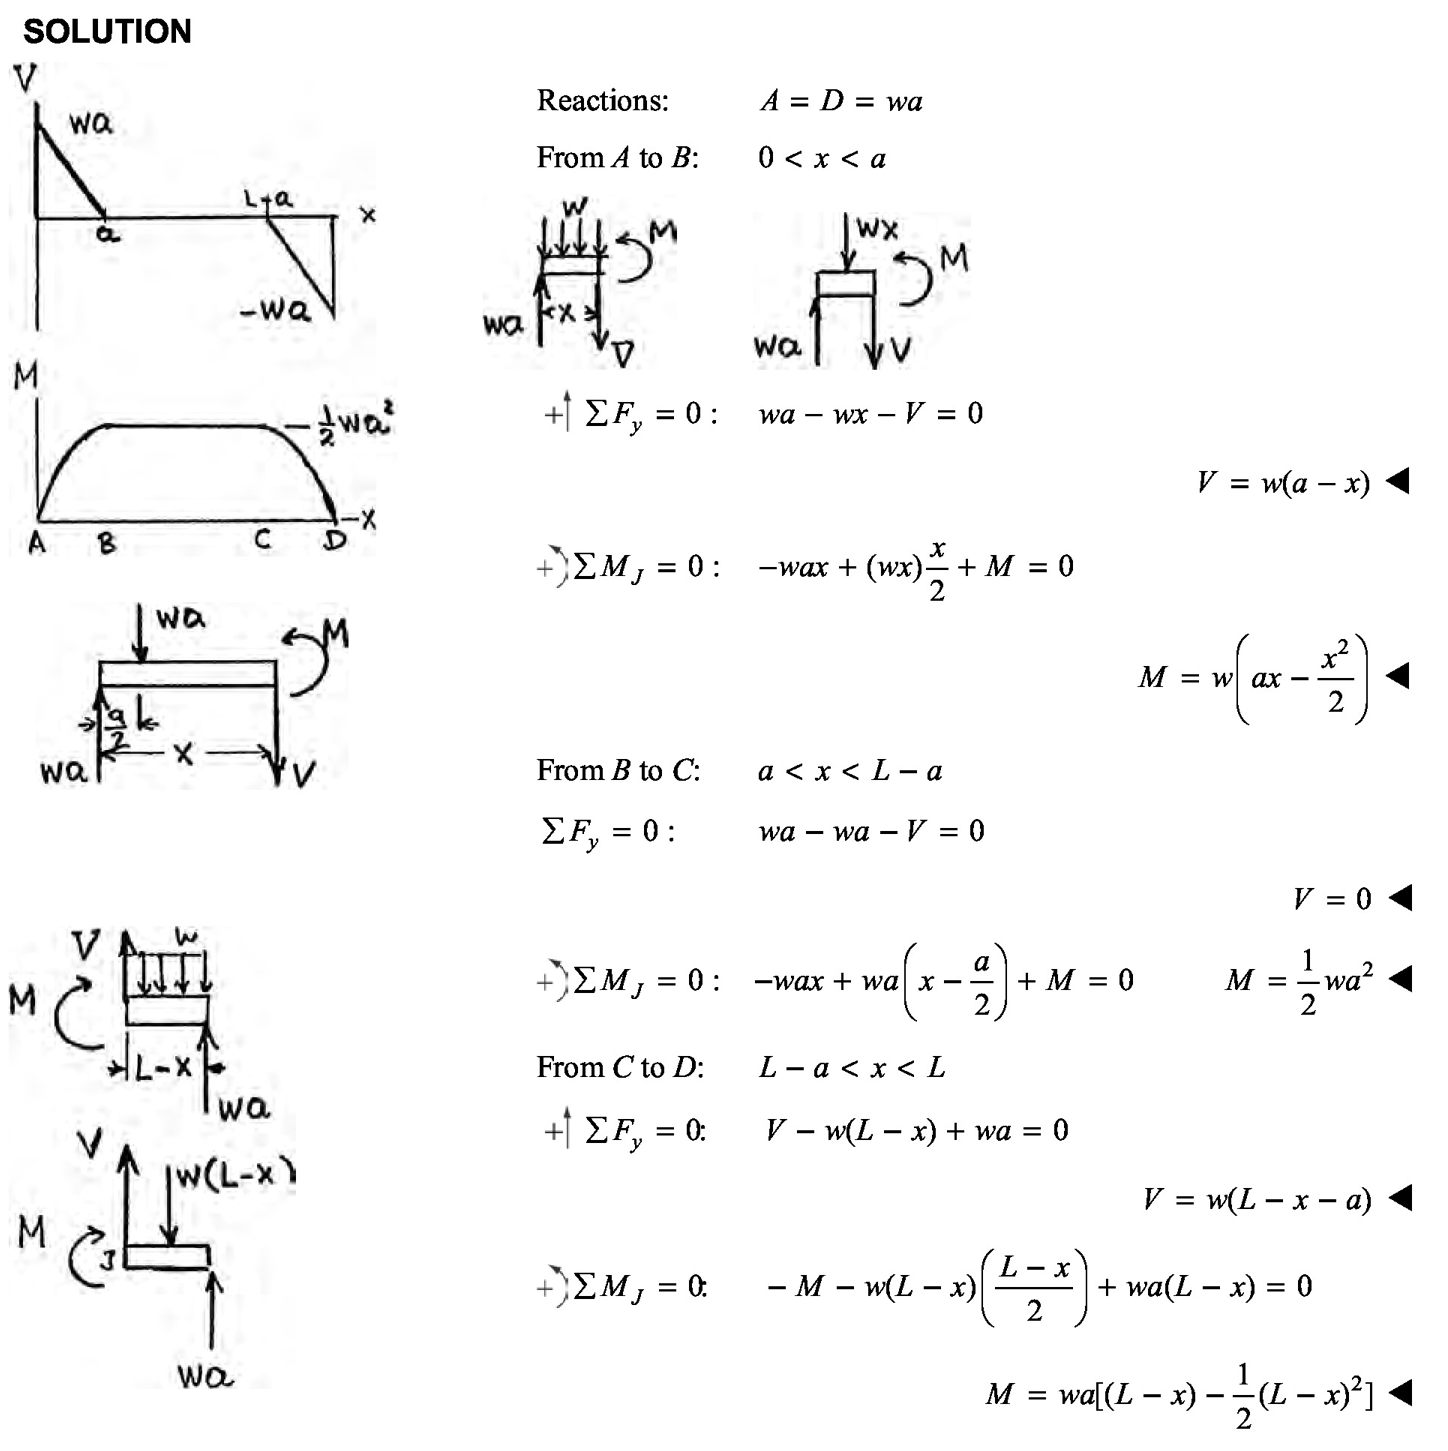 SOLUTION
V
wa
a
L-a
x
-wa
M
½wa²
-x
A B C D
Reactions: A = D = wa
From A to B: 0 < x < a
w
M
wa
x
V
wx
M
wa
V
+↑ ΣF_y = 0 : wa − wx − V = 0
V = w(a − x) ◀
+) ΣM_J = 0 : −wax + (wx) x/2 + M = 0
M = w(ax − x²/2) ◀
wa
M
a/2
x
wa
V
From B to C: a < x < L − a
ΣF_y = 0 : wa − wa − V = 0
V = 0 ◀
+) ΣM_J = 0 : −wax + wa(x − a/2) + M = 0 M = 1/2 wa² ◀
V
w
M
L-x
wa
From C to D: L − a < x < L
+↑ ΣF_y = 0: V − w(L − x) + wa = 0
V = w(L − x − a) ◀
V
w(L-x)
M
J
wa
+) ΣM_J = 0: − M − w(L − x)((L − x)/2) + wa(L − x) = 0
M = wa[(L − x) − 1/2 (L − x)²] ◀